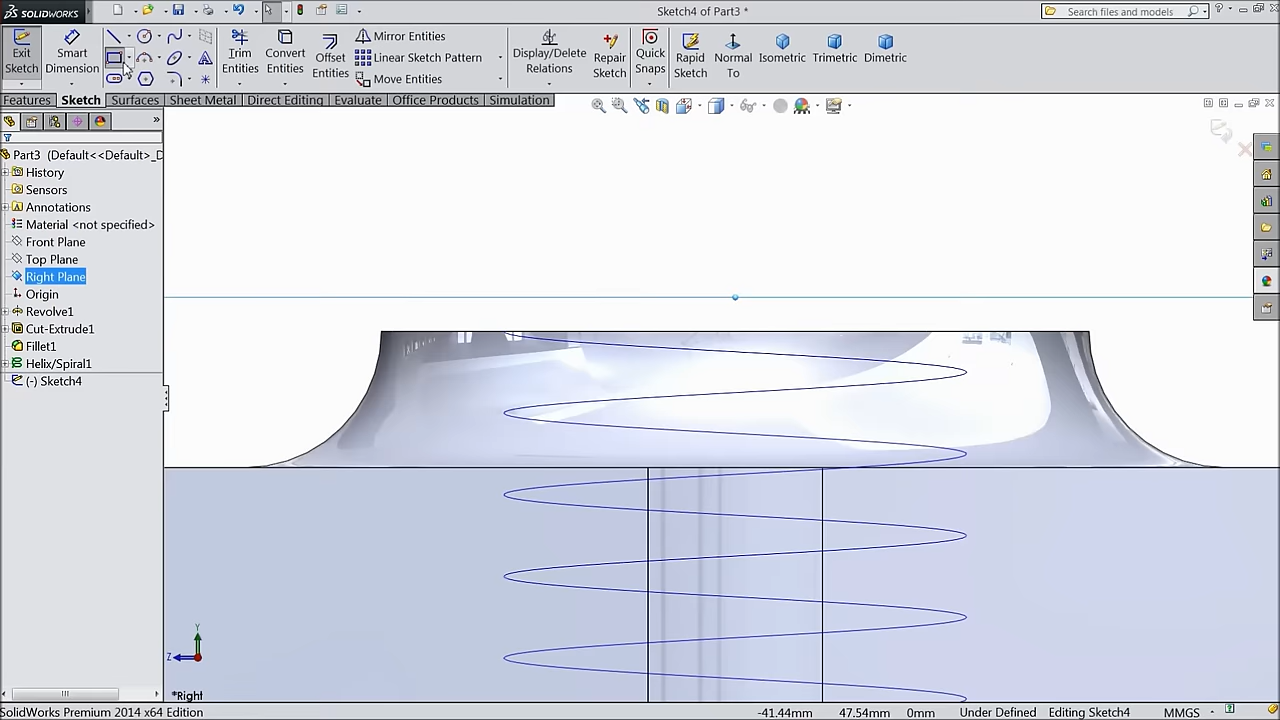 SOLIDWORKS
Sketch4 of Part3 *
Search files and models
Exit Sketch
Smart Dimension
Trim Entities
Convert Entities
Offset Entities
Mirror Entities
Linear Sketch Pattern
Move Entities
Display/Delete Relations
Repair Sketch
Quick Snaps
Rapid Sketch
Normal To
Isometric
Trimetric
Dimetric
Features
Sketch
Surfaces
Sheet Metal
Direct Editing
Evaluate
Office Products
Simulation
Part3 (Default<<Default>_D
History
Sensors
Annotations
Material <not specified>
Front Plane
Top Plane
Right Plane
Origin
Revolve1
Cut-Extrude1
Fillet1
Helix/Spiral1
(-) Sketch4
Y
Z
*Right
SolidWorks Premium 2014 x64 Edition
-41.44mm
47.54mm
0mm
Under Defined
Editing Sketch4
MMGS